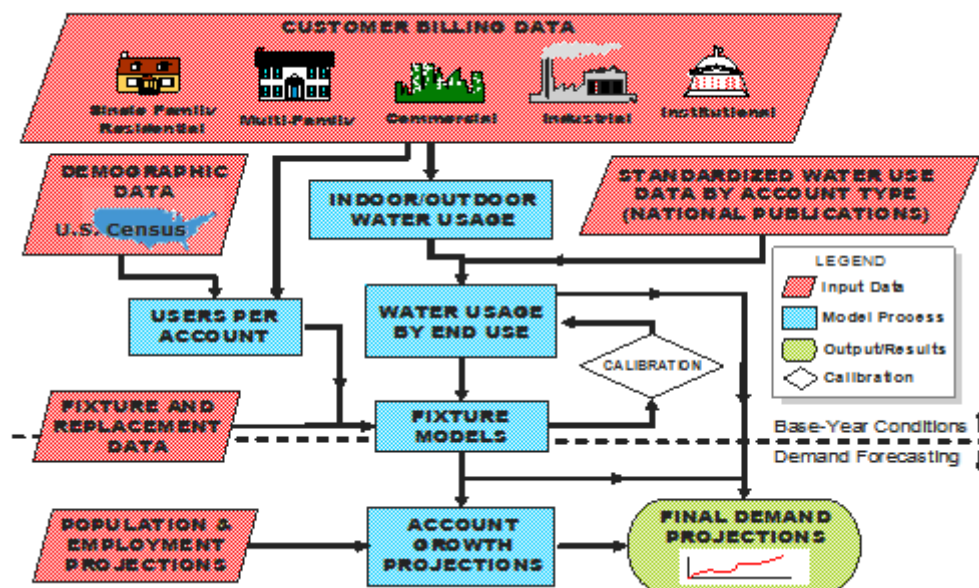 CUSTOMER BILLING DATA
Single Family
Residential
Multi-Family
Commercial
Industrial
Institutional
DEMOGRAPHIC
DATA
U.S. Census
INDOOR/OUTDOOR
WATER USAGE
STANDARDIZED WATER USE
DATA BY ACCOUNT TYPE
(NATIONAL PUBLICATIONS)
LEGEND
Input Data
Model Process
Output/Results
Calibration
USERS PER
ACCOUNT
WATER USAGE
BY END USE
CALIBRATION
FIXTURE AND
REPLACEMENT
DATA
FIXTURE
MODELS
Base-Year Conditions
Demand Forecasting
POPULATION &
EMPLOYMENT
PROJECTIONS
ACCOUNT
GROWTH
PROJECTIONS
FINAL DEMAND
PROJECTIONS